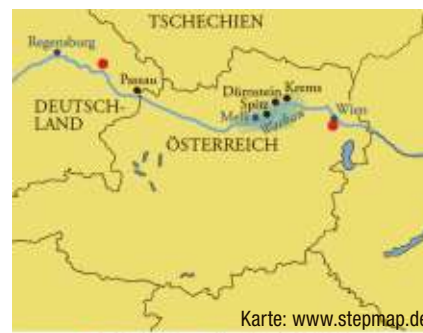 TSCHECHIEN
Regensburg
Passau
DEUTSCH-
LAND
Dürnstein
Krems
Spitz
Melk
Wachau
Wien
ÖSTERREICH
Karte: www.stepmap.de